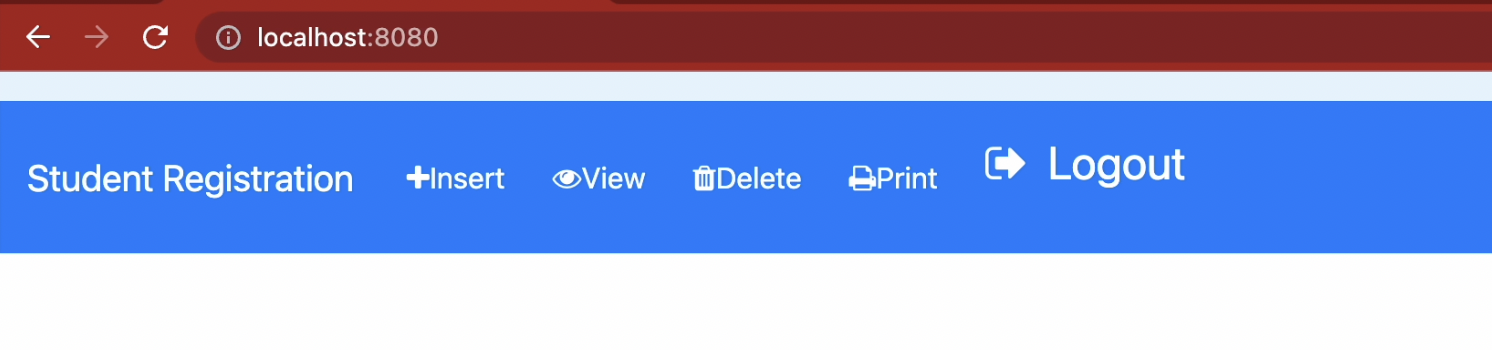 localhost:8080
Student Registration Insert View Delete Print Logout